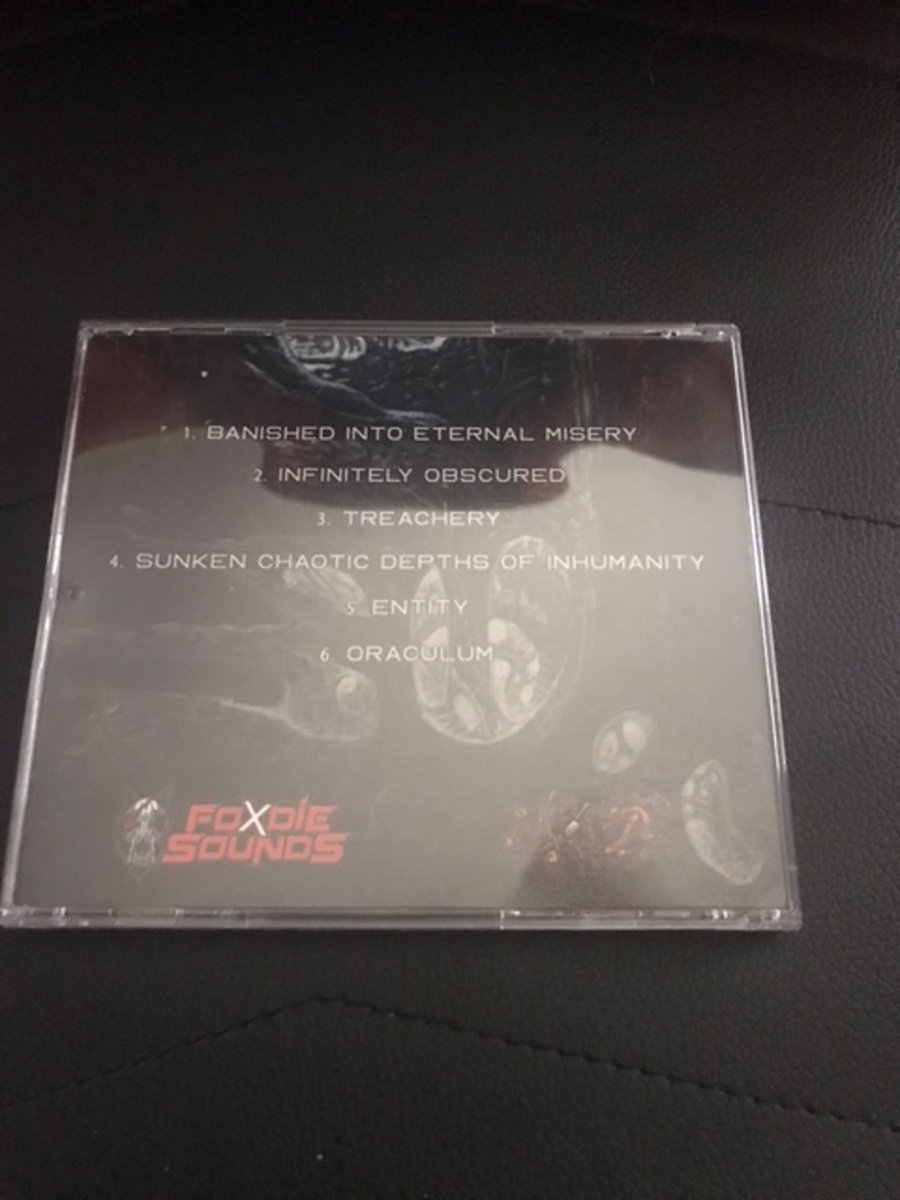 1. BANISHED INTO ETERNAL MISERY
2. INFINITELY OBSCURED
3. TREACHERY
4. SUNKEN CHAOTIC DEPTHS OF INHUMANITY
5. ENTITY
6. ORACULUM
FOXDIE
SOUNDS